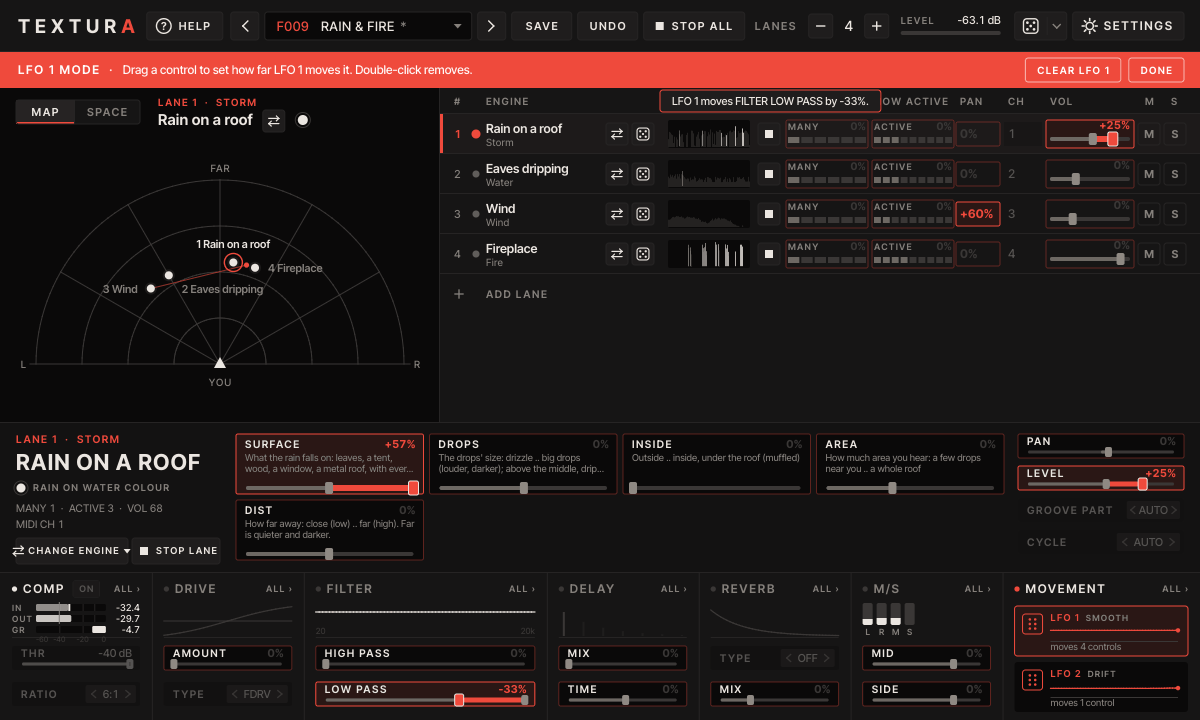 TEXTURA
? HELP
F009 RAIN & FIRE *
SAVE
UNDO
STOP ALL
LANES
4
LEVEL -63.1 dB
SETTINGS
LFO 1 MODE · Drag a control to set how far LFO 1 moves it. Double-click removes.
CLEAR LFO 1
DONE
MAP
SPACE
LANE 1 · STORM
Rain on a roof
FAR
1 Rain on a roof
4 Fireplace
3 Wind
2 Eaves dripping
L
R
YOU
# ENGINE
LFO 1 moves FILTER LOW PASS by -33%.
OW ACTIVE PAN CH VOL M S
1 Rain on a roof
Storm
MANY 0% ACTIVE 0% 0% 1 +25% M S
2 Eaves dripping
Water
MANY 0% ACTIVE 0% 0% 2 0% M S
3 Wind
Wind
MANY 0% ACTIVE 0% +60% 3 0% M S
4 Fireplace
Fire
MANY 0% ACTIVE 0% 0% 4 0% M S
+ ADD LANE
LANE 1 · STORM
RAIN ON A ROOF
RAIN ON WATER COLOUR
MANY 1 · ACTIVE 3 · VOL 68
MIDI CH 1
CHANGE ENGINE
STOP LANE
SURFACE +57%
What the rain falls on: leaves, a tent,
wood, a window, a metal roof, with ever...
DROPS 0%
The drops' size: drizzle .. big drops
(louder, darker); above the middle, drip...
INSIDE 0%
Outside .. inside, under the roof (muffled)
AREA 0%
How much area you hear: a few drops
near you .. a whole roof
DIST 0%
How far away: close (low) .. far (high). Far
is quieter and darker.
PAN 0%
LEVEL +25%
GROOVE PART < AUTO >
CYCLE < AUTO >
COMP ON ALL ›
IN -32.4
OUT -29.7
GR -4.7
-60 -40 -20 0
THR -40 dB
RATIO < 6:1 >
DRIVE ALL ›
AMOUNT 0%
TYPE < FDRV >
FILTER ALL ›
20 20k
HIGH PASS 0%
LOW PASS -33%
DELAY ALL ›
MIX 0%
TIME 0%
REVERB ALL ›
TYPE < OFF >
MIX 0%
M/S ALL ›
L R M S
MID 0%
SIDE 0%
MOVEMENT ALL ›
LFO 1 SMOOTH
moves 4 controls
LFO 2 DRIFT
moves 1 control